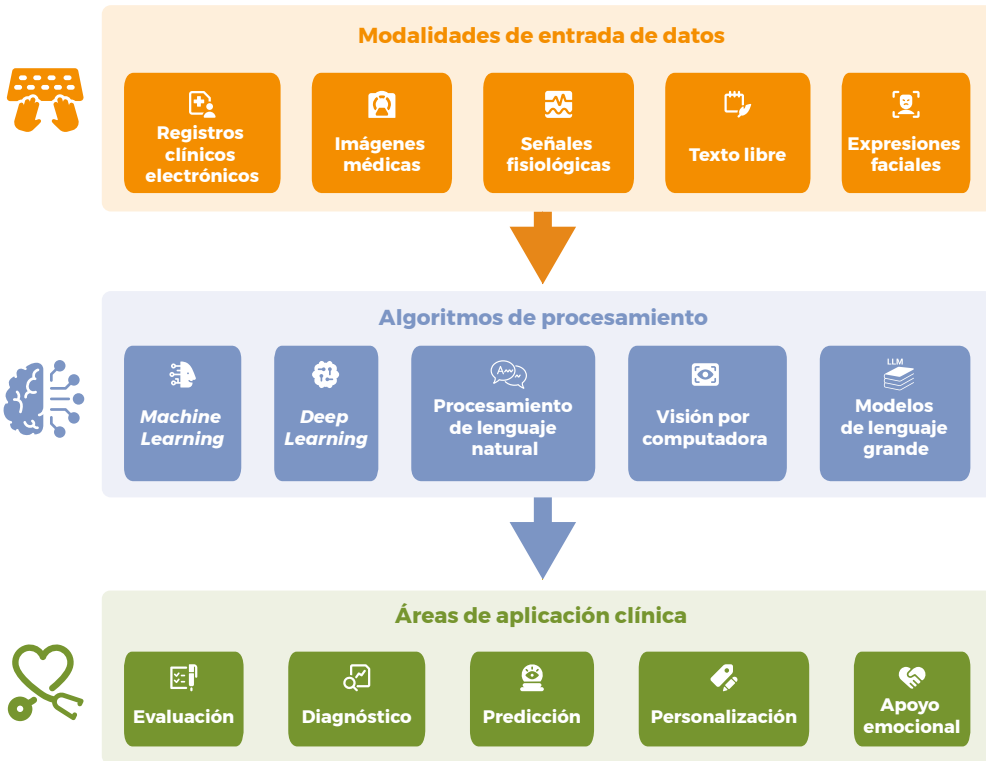 Modalidades de entrada de datos
Registros
clínicos
electrónicos
Imágenes
médicas
Señales
fisiológicas
Texto libre
Expresiones
faciales
Algoritmos de procesamiento
Machine
Learning
Deep
Learning
Procesamiento
de lenguaje
natural
Visión por
computadora
LLM
Modelos
de lenguaje
grande
Áreas de aplicación clínica
Evaluación
Diagnóstico
Predicción
Personalización
Apoyo
emocional